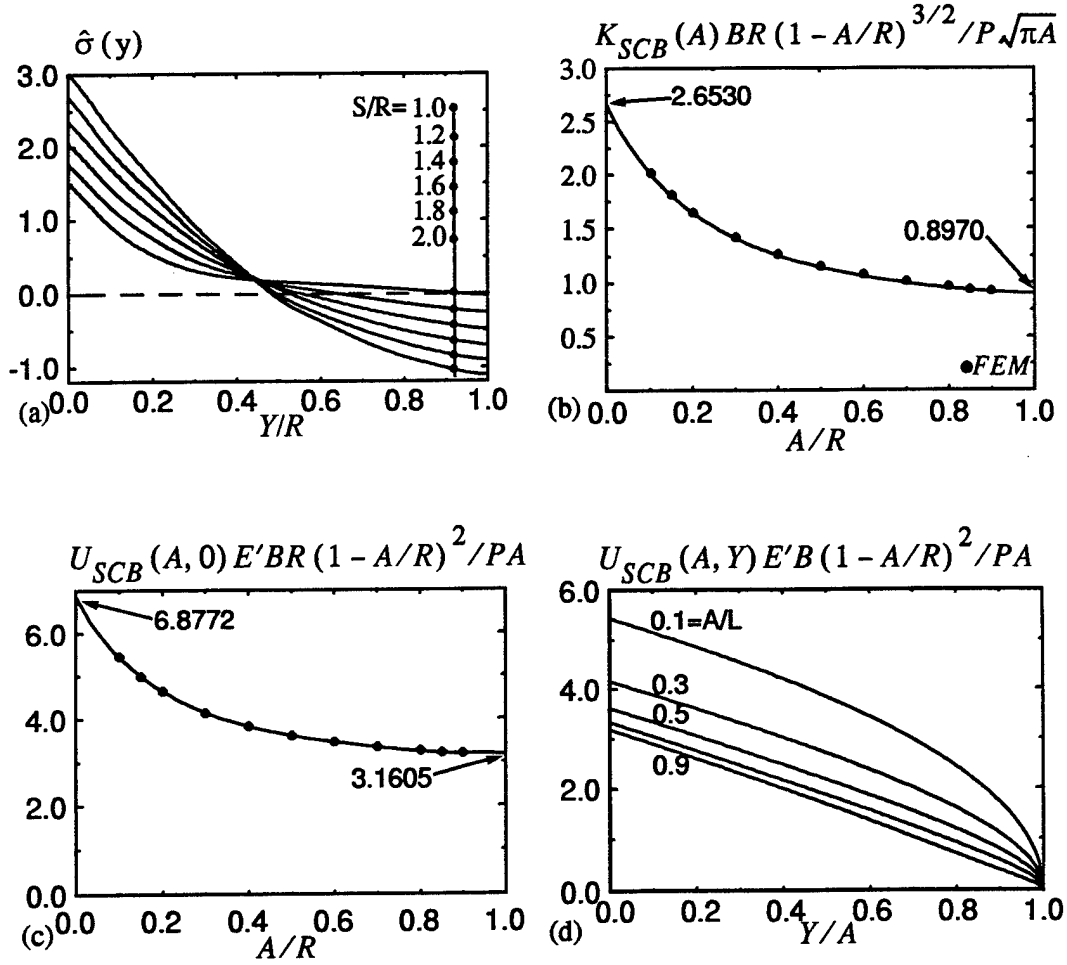 σ̂(y)
3.0
2.0
1.0
0.0
-1.0
S/R= 1.0
1.2
1.4
1.6
1.8
2.0
0.0 0.2 0.4 0.6 0.8 1.0
(a)
Y/R
K_SCB(A)BR(1 - A/R)^3/2/P√πA
3.0
2.5
2.0
1.5
1.0
0.5
2.6530
0.8970
FEM
0.0 0.2 0.4 0.6 0.8 1.0
(b)
A/R
U_SCB(A, 0)E′BR(1 - A/R)^2/PA
6.0
4.0
2.0
0.0
6.8772
3.1605
0.0 0.2 0.4 0.6 0.8 1.0
(c)
A/R
U_SCB(A, Y)E′B(1 - A/R)^2/PA
6.0
4.0
2.0
0.0
0.1=A/L
0.3
0.5
0.9
0.0 0.2 0.4 0.6 0.8 1.0
(d)
Y/A